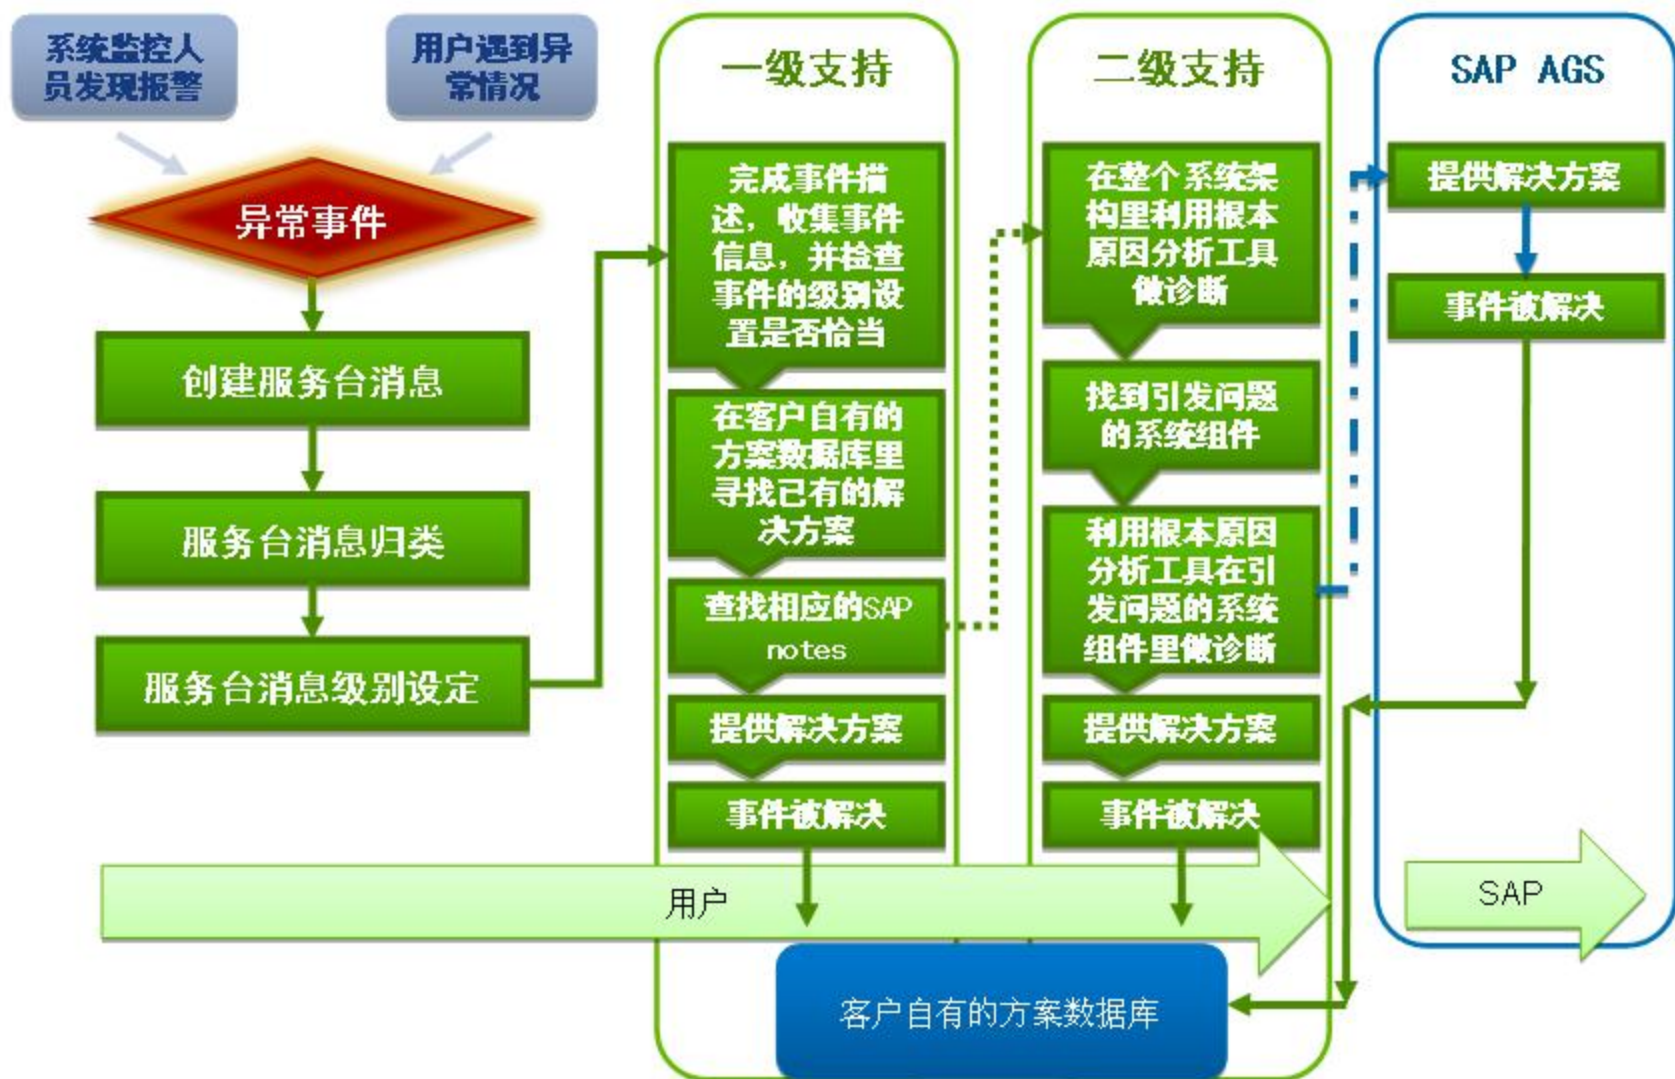 系统监控人
员发现报警
用户遇到异
常情况
异常事件
创建服务台消息
服务台消息归类
服务台消息级别设定
一级支持
完成事件描
述，收集事件
信息，并检查
事件的级别设
置是否恰当
在客户自有的
方案数据库里
寻找已有的解
决方案
查找相应的SAP
notes
提供解决方案
事件被解决
二级支持
在整个系统架
构里利用根本
原因分析工具
做诊断
找到引发问题
的系统组件
利用根本原因
分析工具在引
发问题的系统
组件里做诊断
提供解决方案
事件被解决
SAP AGS
提供解决方案
事件被解决
用户
SAP
客户自有的方案数据库